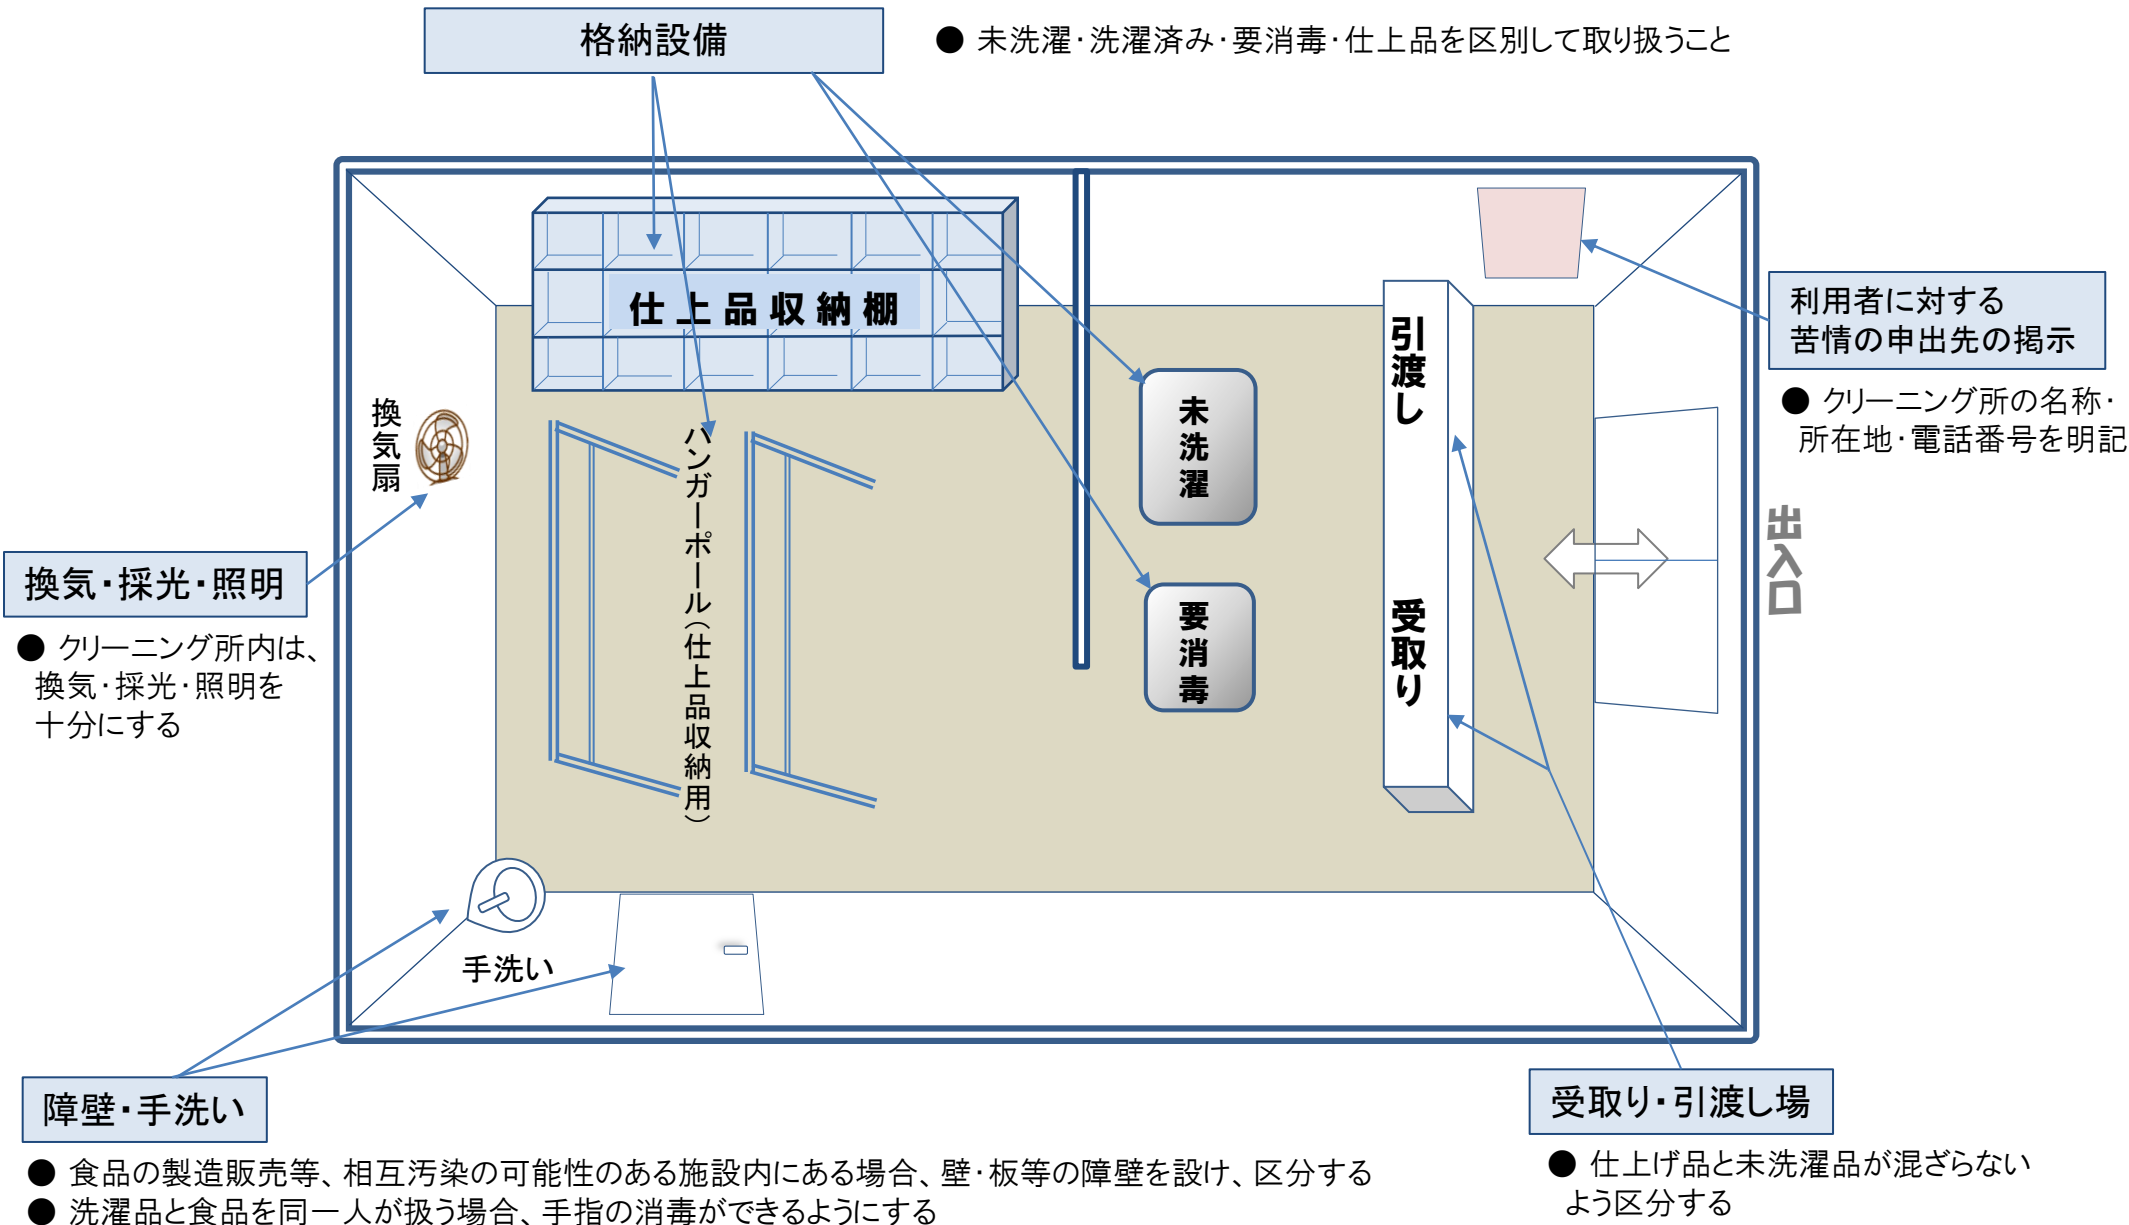 格納設備
● 未洗濯・洗濯済み・要消毒・仕上品を区別して取り扱うこと
仕上品収納棚
利用者に対する
苦情の申出先の掲示
● クリーニング所の名称・
所在地・電話番号を明記
換気扇
ハンガーポール（仕上品収納用）
未洗濯
要消毒
引渡し
受取り
出入口
換気・採光・照明
● クリーニング所内は、
換気・採光・照明を
十分にする
手洗い
障壁・手洗い
● 食品の製造販売等、相互汚染の可能性のある施設内にある場合、壁・板等の障壁を設け、区分する
● 洗濯品と食品を同一人が扱う場合、手指の消毒ができるようにする
受取り・引渡し場
● 仕上げ品と未洗濯品が混ざらない
よう区分する